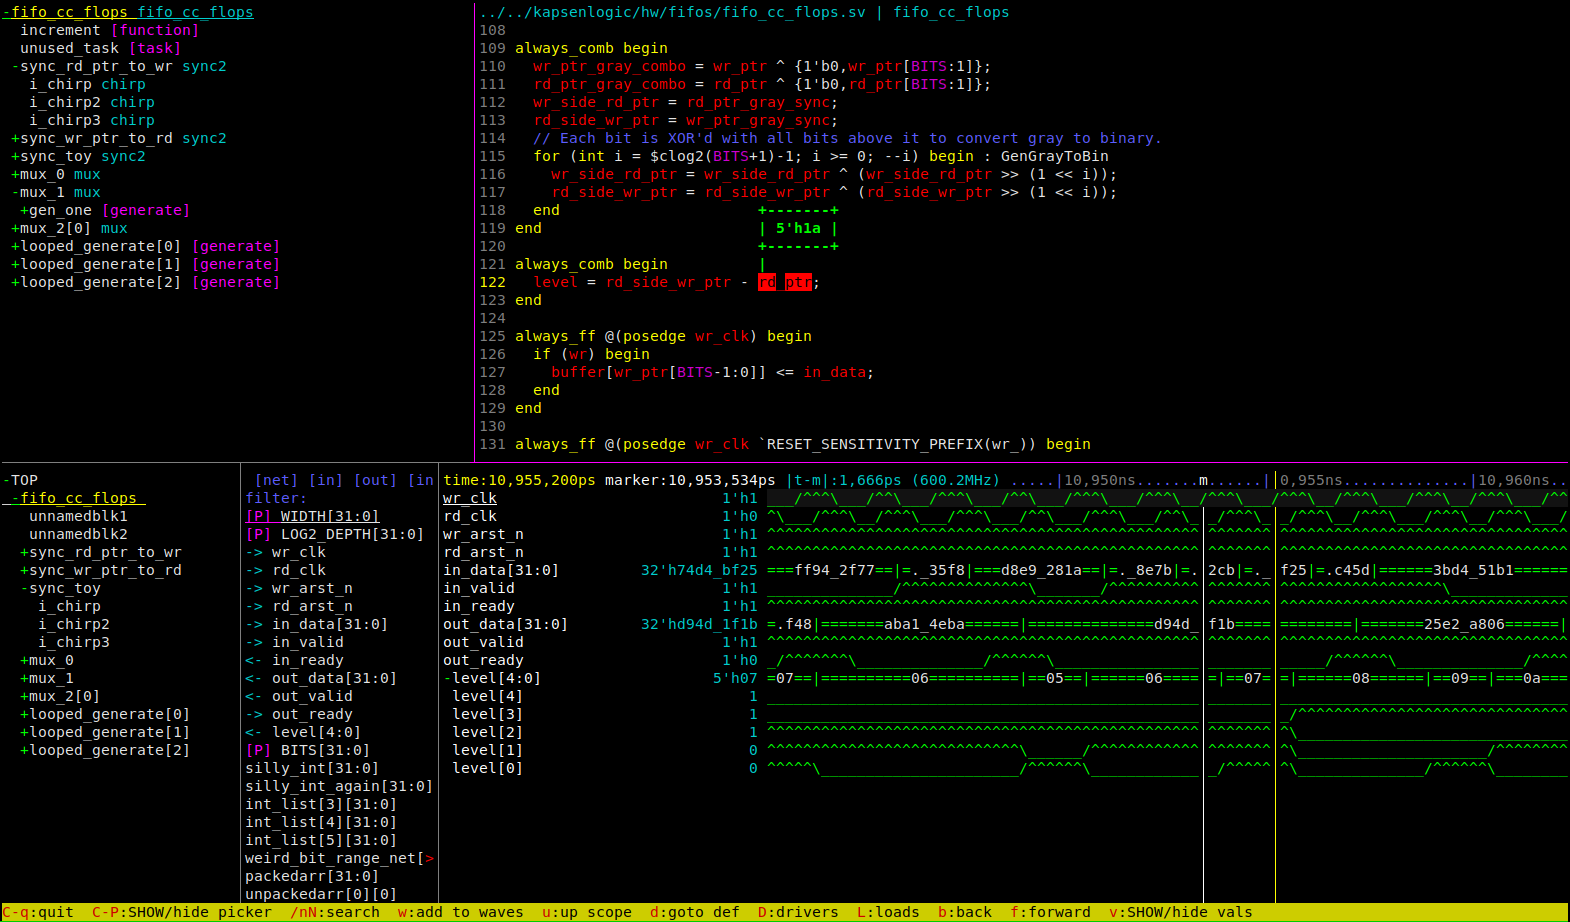 -fifo_cc_flops fifo_cc_flops
increment [function]
unused_task [task]
-sync_rd_ptr_to_wr sync2
i_chirp chirp
i_chirp2 chirp
i_chirp3 chirp
+sync_wr_ptr_to_rd sync2
+sync_toy sync2
+mux_0 mux
-mux_1 mux
+gen_one [generate]
+mux_2[0] mux
+looped_generate[0] [generate]
+looped_generate[1] [generate]
+looped_generate[2] [generate]
../../kapsenlogic/hw/fifos/fifo_cc_flops.sv | fifo_cc_flops
108
109 always_comb begin
110 wr_ptr_gray_combo = wr_ptr ^ {1'b0,wr_ptr[BITS:1]};
111 rd_ptr_gray_combo = rd_ptr ^ {1'b0,rd_ptr[BITS:1]};
112 wr_side_rd_ptr = rd_ptr_gray_sync;
113 rd_side_wr_ptr = wr_ptr_gray_sync;
114 // Each bit is XOR'd with all bits above it to convert gray to binary.
115 for (int i = $clog2(BITS+1)-1; i >= 0; --i) begin : GenGrayToBin
116 wr_side_rd_ptr = wr_side_rd_ptr ^ (wr_side_rd_ptr >> (1 << i));
117 rd_side_wr_ptr = rd_side_wr_ptr ^ (rd_side_wr_ptr >> (1 << i));
118 end +-------+
119 end | 5'h1a |
120 +-------+
121 always_comb begin |
122 level = rd_side_wr_ptr - rd_ptr;
123 end
124
125 always_ff @(posedge wr_clk) begin
126 if (wr) begin
127 buffer[wr_ptr[BITS-1:0]] <= in_data;
128 end
129 end
130
131 always_ff @(posedge wr_clk `RESET_SENSITIVITY_PREFIX(wr_)) begin
-TOP
-fifo_cc_flops
unnamedblk1
unnamedblk2
+sync_rd_ptr_to_wr
+sync_wr_ptr_to_rd
-sync_toy
i_chirp
i_chirp2
i_chirp3
+mux_0
+mux_1
+mux_2[0]
+looped_generate[0]
+looped_generate[1]
+looped_generate[2]
[net] [in] [out] [in
filter:
[P] WIDTH[31:0]
[P] LOG2_DEPTH[31:0]
-> wr_clk
-> rd_clk
-> wr_arst_n
-> rd_arst_n
-> in_data[31:0]
-> in_valid
<- in_ready
<- out_data[31:0]
<- out_valid
-> out_ready
<- level[4:0]
[P] BITS[31:0]
silly_int[31:0]
silly_int_again[31:0]
int_list[3][31:0]
int_list[4][31:0]
int_list[5][31:0]
weird_bit_range_net[>
packedarr[31:0]
unpackedarr[0][0]
time:10,955,200ps marker:10,953,534ps |t-m|:1,666ps (600.2MHz) .....|10,950ns.......m......| 0,955ns.............|10,960ns..
wr_clk 1'h1
rd_clk 1'h0
wr_arst_n 1'h1
rd_arst_n 1'h1
in_data[31:0] 32'h74d4_bf25 ===ff94_2f77==|=._35f8|===d8e9_281a==|=._8e7b|=. 2cb|=._ f25|=.c45d|======3bd4_51b1======
in_valid 1'h1
in_ready 1'h1
out_data[31:0] 32'hd94d_1f1b =.f48|=======aba1_4eba======|==============d94d_ f1b==== ========|=======25e2_a806======|
out_valid 1'h1
out_ready 1'h0
-level[4:0] 5'h07 =07==|==========06==========|==05==|======06==== =|==07= =|======08======|==09==|===0a===
level[4] 1
level[3] 1
level[2] 1
level[1] 0
level[0] 0
C-q:quit C-P:SHOW/hide picker /nN:search w:add to waves u:up scope d:goto def D:drivers L:loads b:back f:forward v:SHOW/hide vals